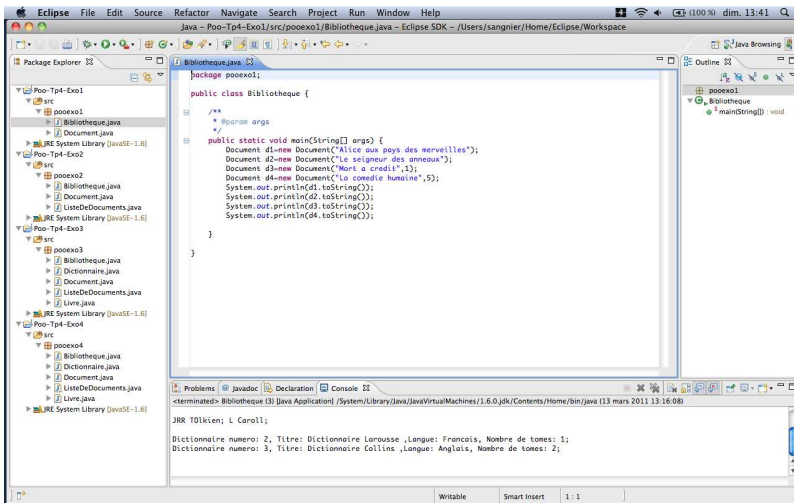 Eclipse File Edit Source Refactor Navigate Search Project Run Window Help (100 %) dim. 13:41
Java – Poo-Tp4-Exo1/src/pooexo1/Bibliotheque.java – Eclipse SDK – /Users/sangnier/Home/Eclipse/Workspace
Java Browsing
Package Explorer
Poo-Tp4-Exo1
src
pooexo1
Bibliotheque.java
Document.java
JRE System Library [JavaSE-1.6]
Poo-Tp4-Exo2
src
pooexo2
Bibliotheque.java
Document.java
ListeDeDocuments.java
JRE System Library [JavaSE-1.6]
Poo-Tp4-Exo3
src
pooexo3
Bibliotheque.java
Dictionnaire.java
Document.java
ListeDeDocuments.java
Livre.java
JRE System Library [JavaSE-1.6]
Poo-Tp4-Exo4
src
pooexo4
Bibliotheque.java
Dictionnaire.java
Document.java
ListeDeDocuments.java
Livre.java
JRE System Library [JavaSE-1.6]
Bibliotheque.java
package pooexo1;
public class Bibliotheque {
/**
* @param args
*/
public static void main(String[] args) {
Document d1=new Document("Alice aux pays des merveilles");
Document d2=new Document("Le seigneur des anneaux");
Document d3=new Document("Mort a credit",1);
Document d4=new Document("La comedie humaine",5);
System.out.println(d1.toString());
System.out.println(d2.toString());
System.out.println(d3.toString());
System.out.println(d4.toString());
}
}
Outline
pooexo1
Bibliotheque
main(String[]) : void
Problems Javadoc Declaration Console
<terminated> Bibliotheque (3) [Java Application] /System/Library/Java/JavaVirtualMachines/1.6.0.jdk/Contents/Home/bin/java (13 mars 2011 13:16:08)
JRR TOlkien; L Caroll;
Dictionnaire numero: 2, Titre: Dictionnaire Larousse ,Langue: Francais, Nombre de tomes: 1;
Dictionnaire numero: 3, Titre: Dictionnaire Collins ,Langue: Anglais, Nombre de tomes: 2;
Writable Smart Insert 1 : 1